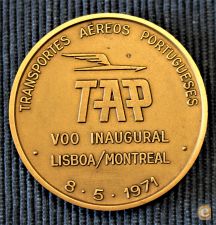 TRANSPORTES AÉREOS PORTUGUESES
TAP
VOO INAUGURAL
LISBOA/MONTREAL
8 · 5 · 1971